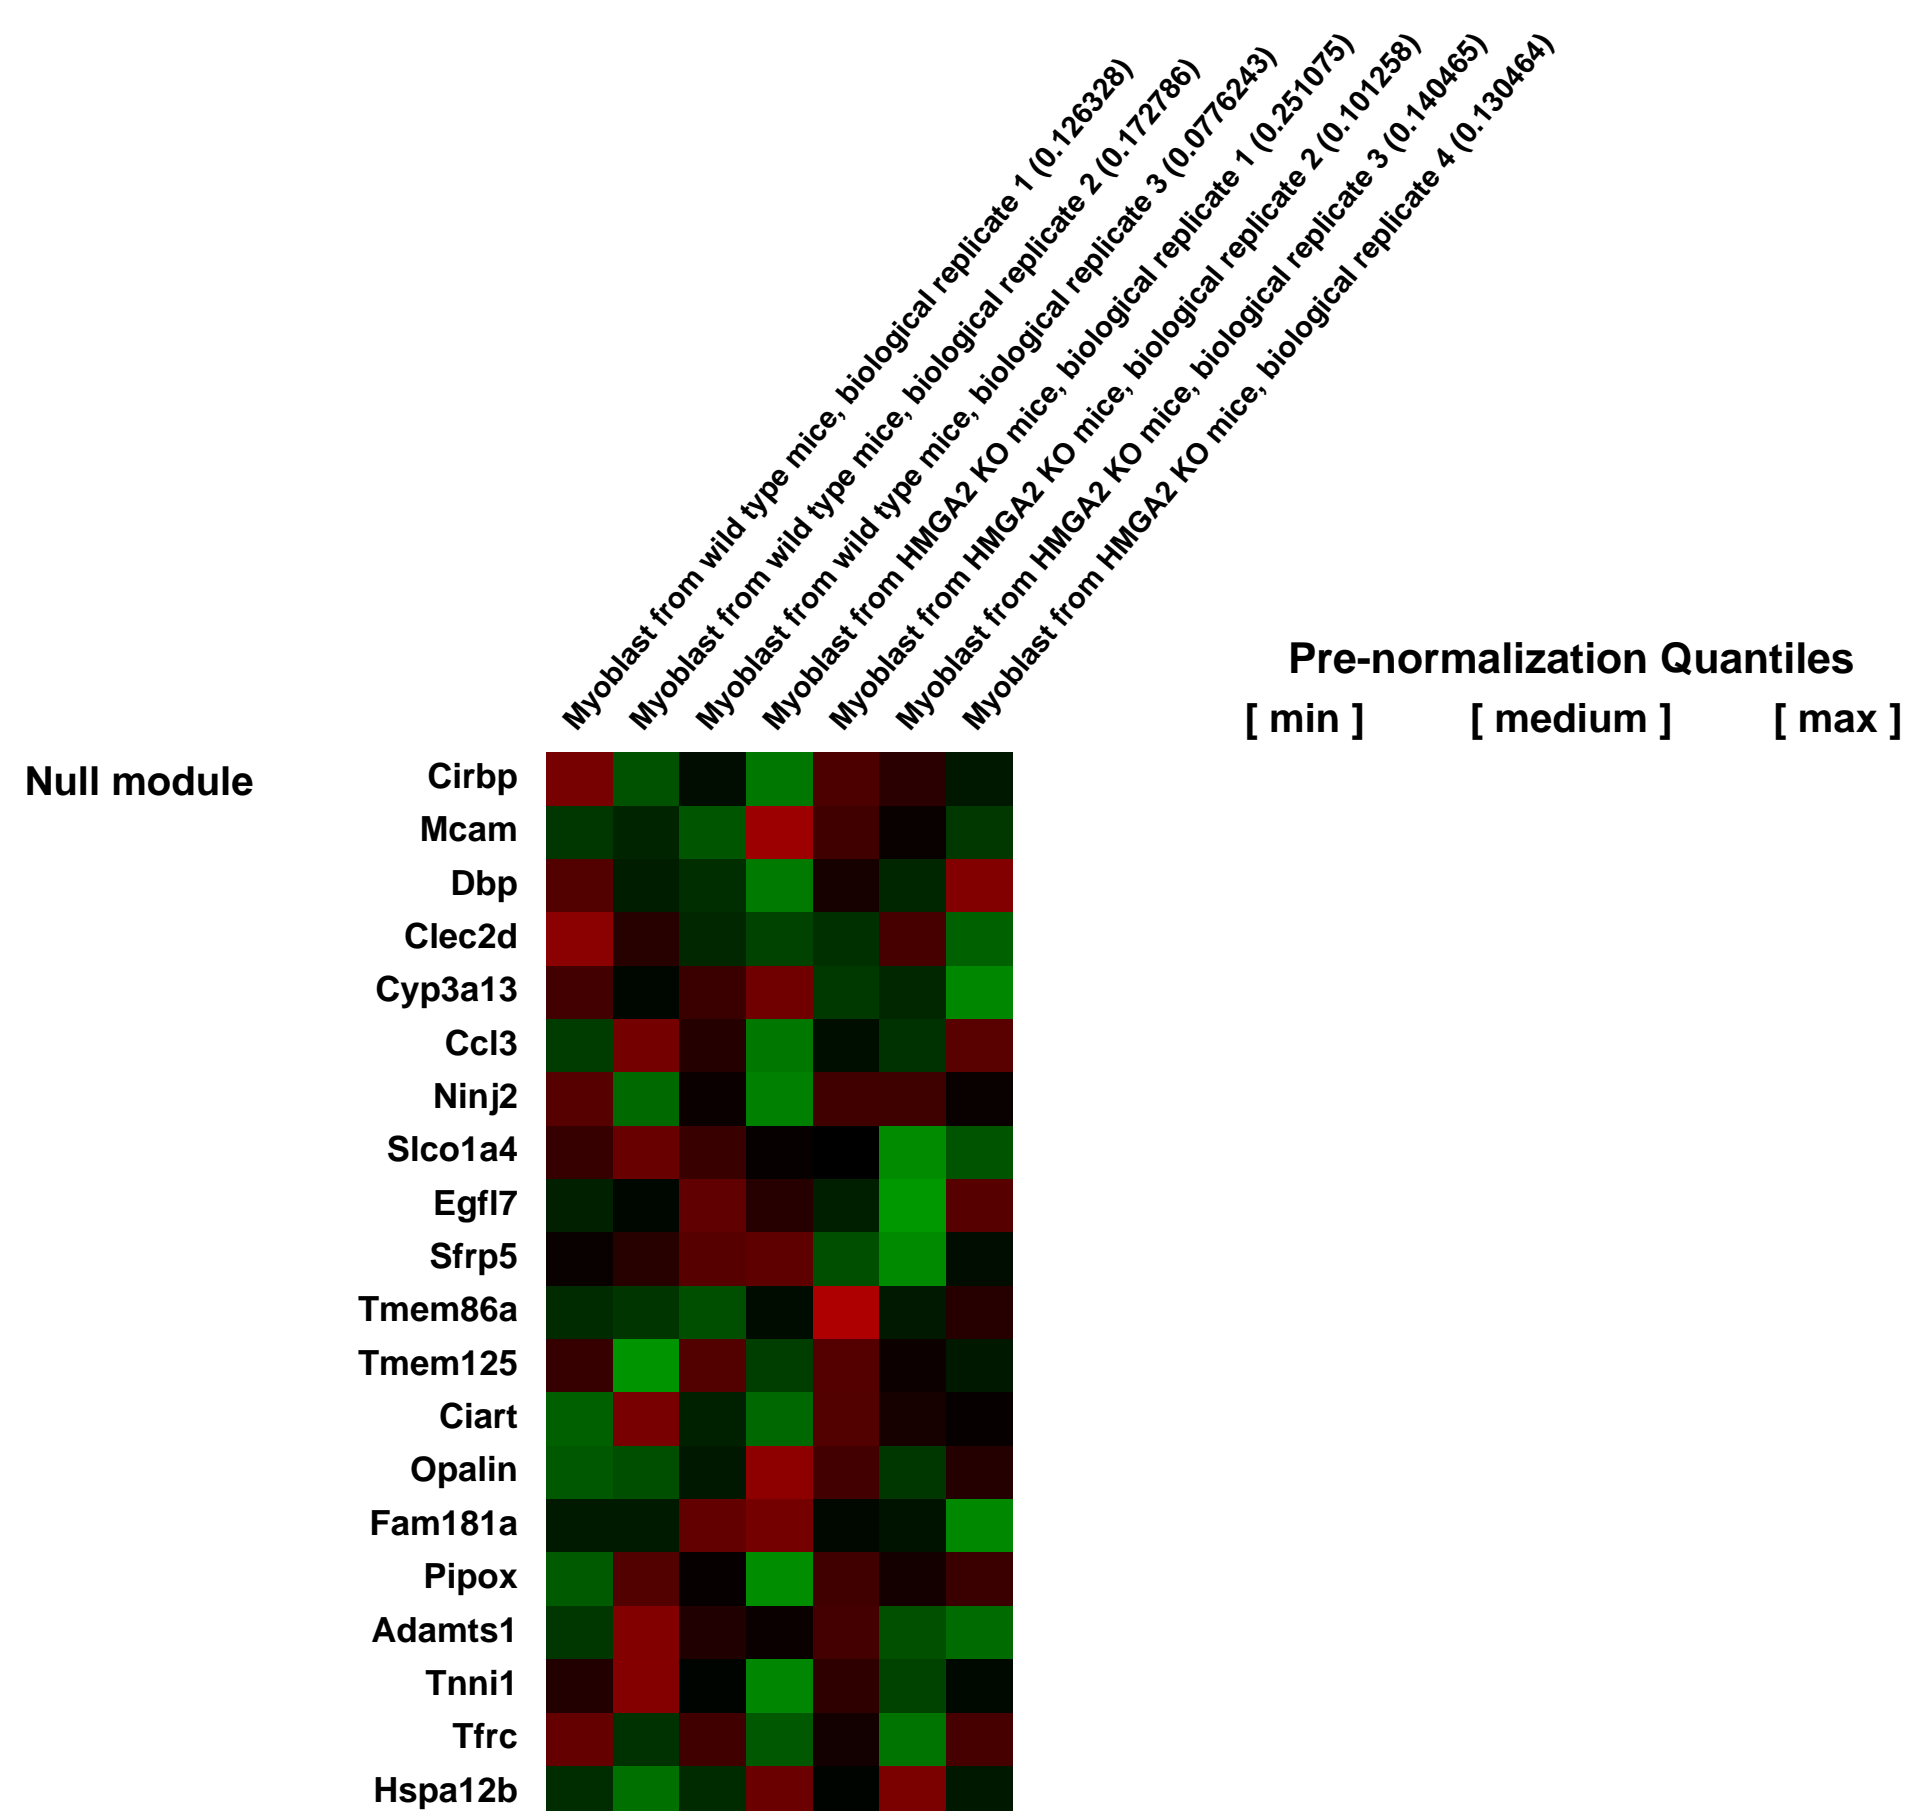 Myoblast from wild type mice, biological replicate 1 (0.126328)
Myoblast from wild type mice, biological replicate 2 (0.172786)
Myoblast from wild type mice, biological replicate 3 (0.0776243)
Myoblast from HMGA2 KO mice, biological replicate 1 (0.251075)
Myoblast from HMGA2 KO mice, biological replicate 2 (0.101258)
Myoblast from HMGA2 KO mice, biological replicate 3 (0.140465)
Myoblast from HMGA2 KO mice, biological replicate 4 (0.130464)
Pre-normalization Quantiles
[ min ] [ medium ] [ max ]
Null module
Cirbp
Mcam
Dbp
Clec2d
Cyp3a13
Ccl3
Ninj2
Slco1a4
Egfl7
Sfrp5
Tmem86a
Tmem125
Ciart
Opalin
Fam181a
Pipox
Adamts1
Tnni1
Tfrc
Hspa12b